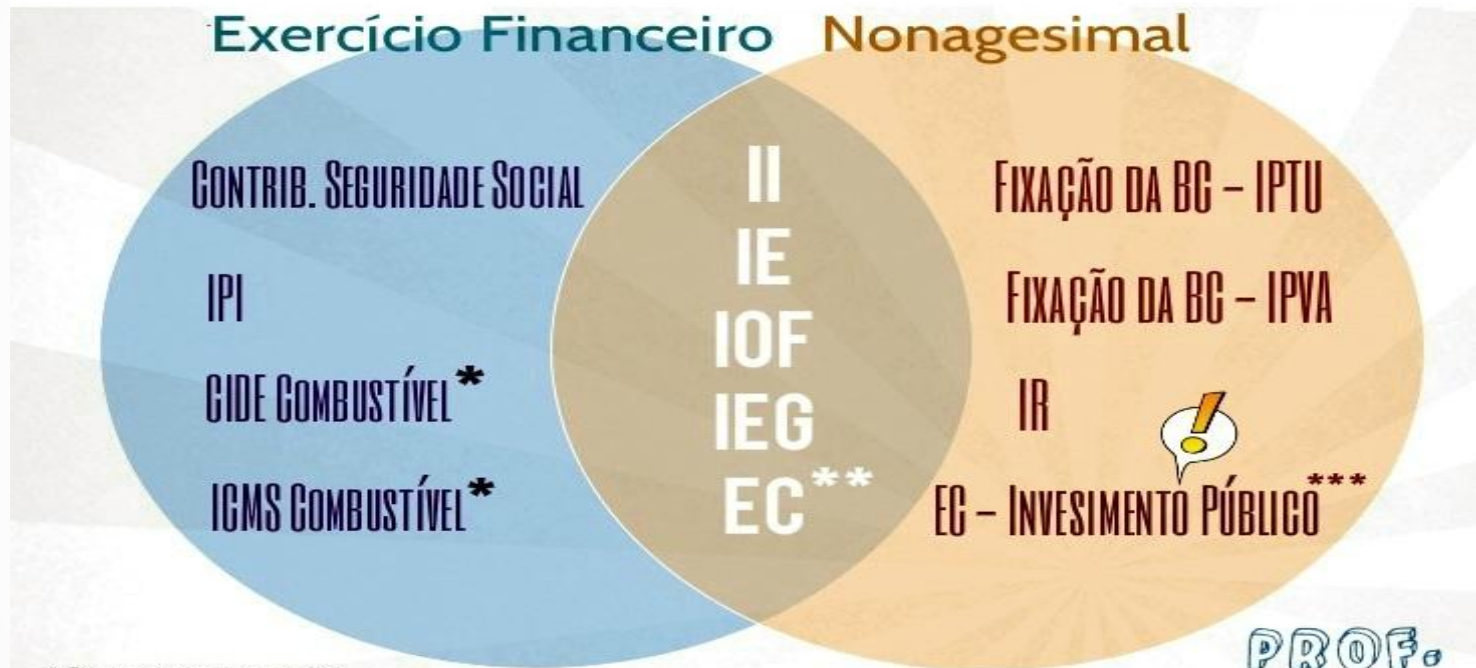 Exercício Financeiro Nonagesimal
CONTRIB. SEGURIDADE SOCIAL
IPI
CIDE COMBUSTÍVEL*
ICMS COMBUSTÍVEL*
II
IE
IOF
IEG
EC**
FIXAÇÃO DA BC – IPTU
FIXAÇÃO DA BC – IPVA
IR
EC – INVESIMENTO PÚBLICO***
PROF.